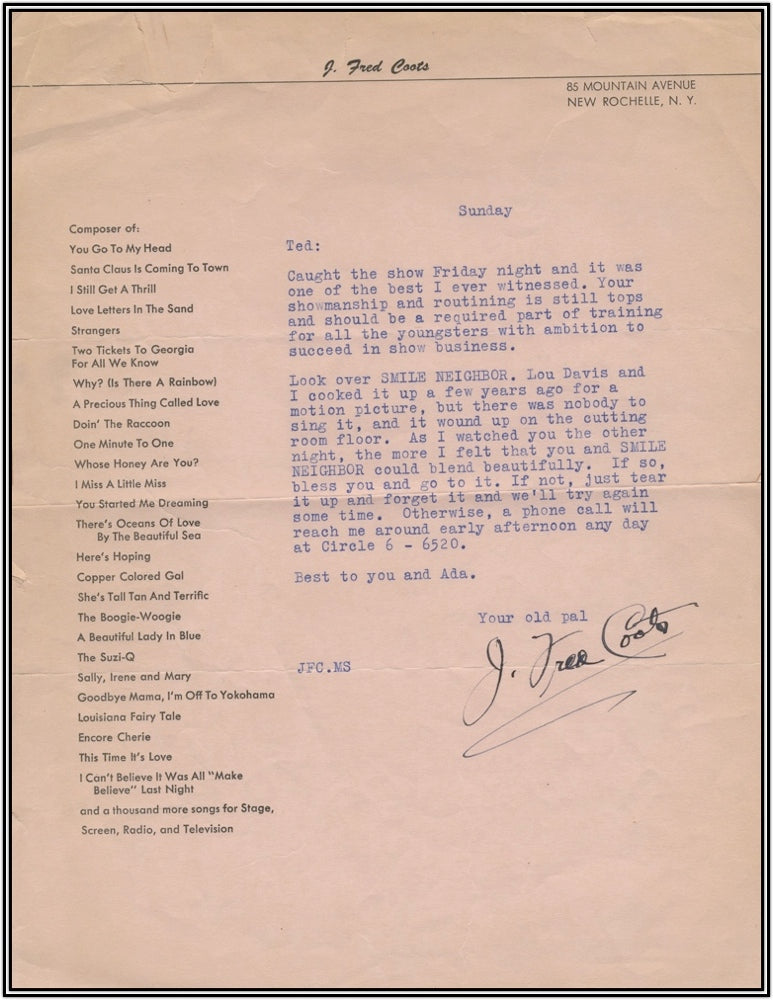 J. Fred Coots
85 MOUNTAIN AVENUE
NEW ROCHELLE, N. Y.
Composer of:
You Go To My Head
Santa Claus Is Coming To Town
I Still Get A Thrill
Love Letters In The Sand
Strangers
Two Tickets To Georgia
For All We Know
Why? (Is There A Rainbow)
A Precious Thing Called Love
Doin' The Raccoon
One Minute To One
Whose Honey Are You?
I Miss A Little Miss
You Started Me Dreaming
There's Oceans Of Love
By The Beautiful Sea
Here's Hoping
Copper Colored Gal
She's Tall Tan And Terrific
The Boogie-Woogie
A Beautiful Lady In Blue
The Suzi-Q
Sally, Irene and Mary
Goodbye Mama, I'm Off To Yokohama
Louisiana Fairy Tale
Encore Cherie
This Time It's Love
I Can't Believe It Was All "Make
Believe" Last Night
and a thousand more songs for Stage,
Screen, Radio, and Television
Sunday
Ted:
Caught the show Friday night and it was
one of the best I ever witnessed. Your
showmanship and routining is still tops
and should be a required part of training
for all the youngsters with ambition to
succeed in show business.
Look over SMILE NEIGHBOR. Lou Davis and
I cooked it up a few years ago for a
motion picture, but there was nobody to
sing it, and it wound up on the cutting
room floor. As I watched you the other
night, the more I felt that you and SMILE
NEIGHBOR could blend beautifully. If so,
bless you and go to it. If not, just tear
it up and forget it and we'll try again
some time. Otherwise, a phone call will
reach me around early afternoon any day
at Circle 6 - 6520.
Best to you and Ada.
Your old pal
J. Fred Coots
JFC.MS